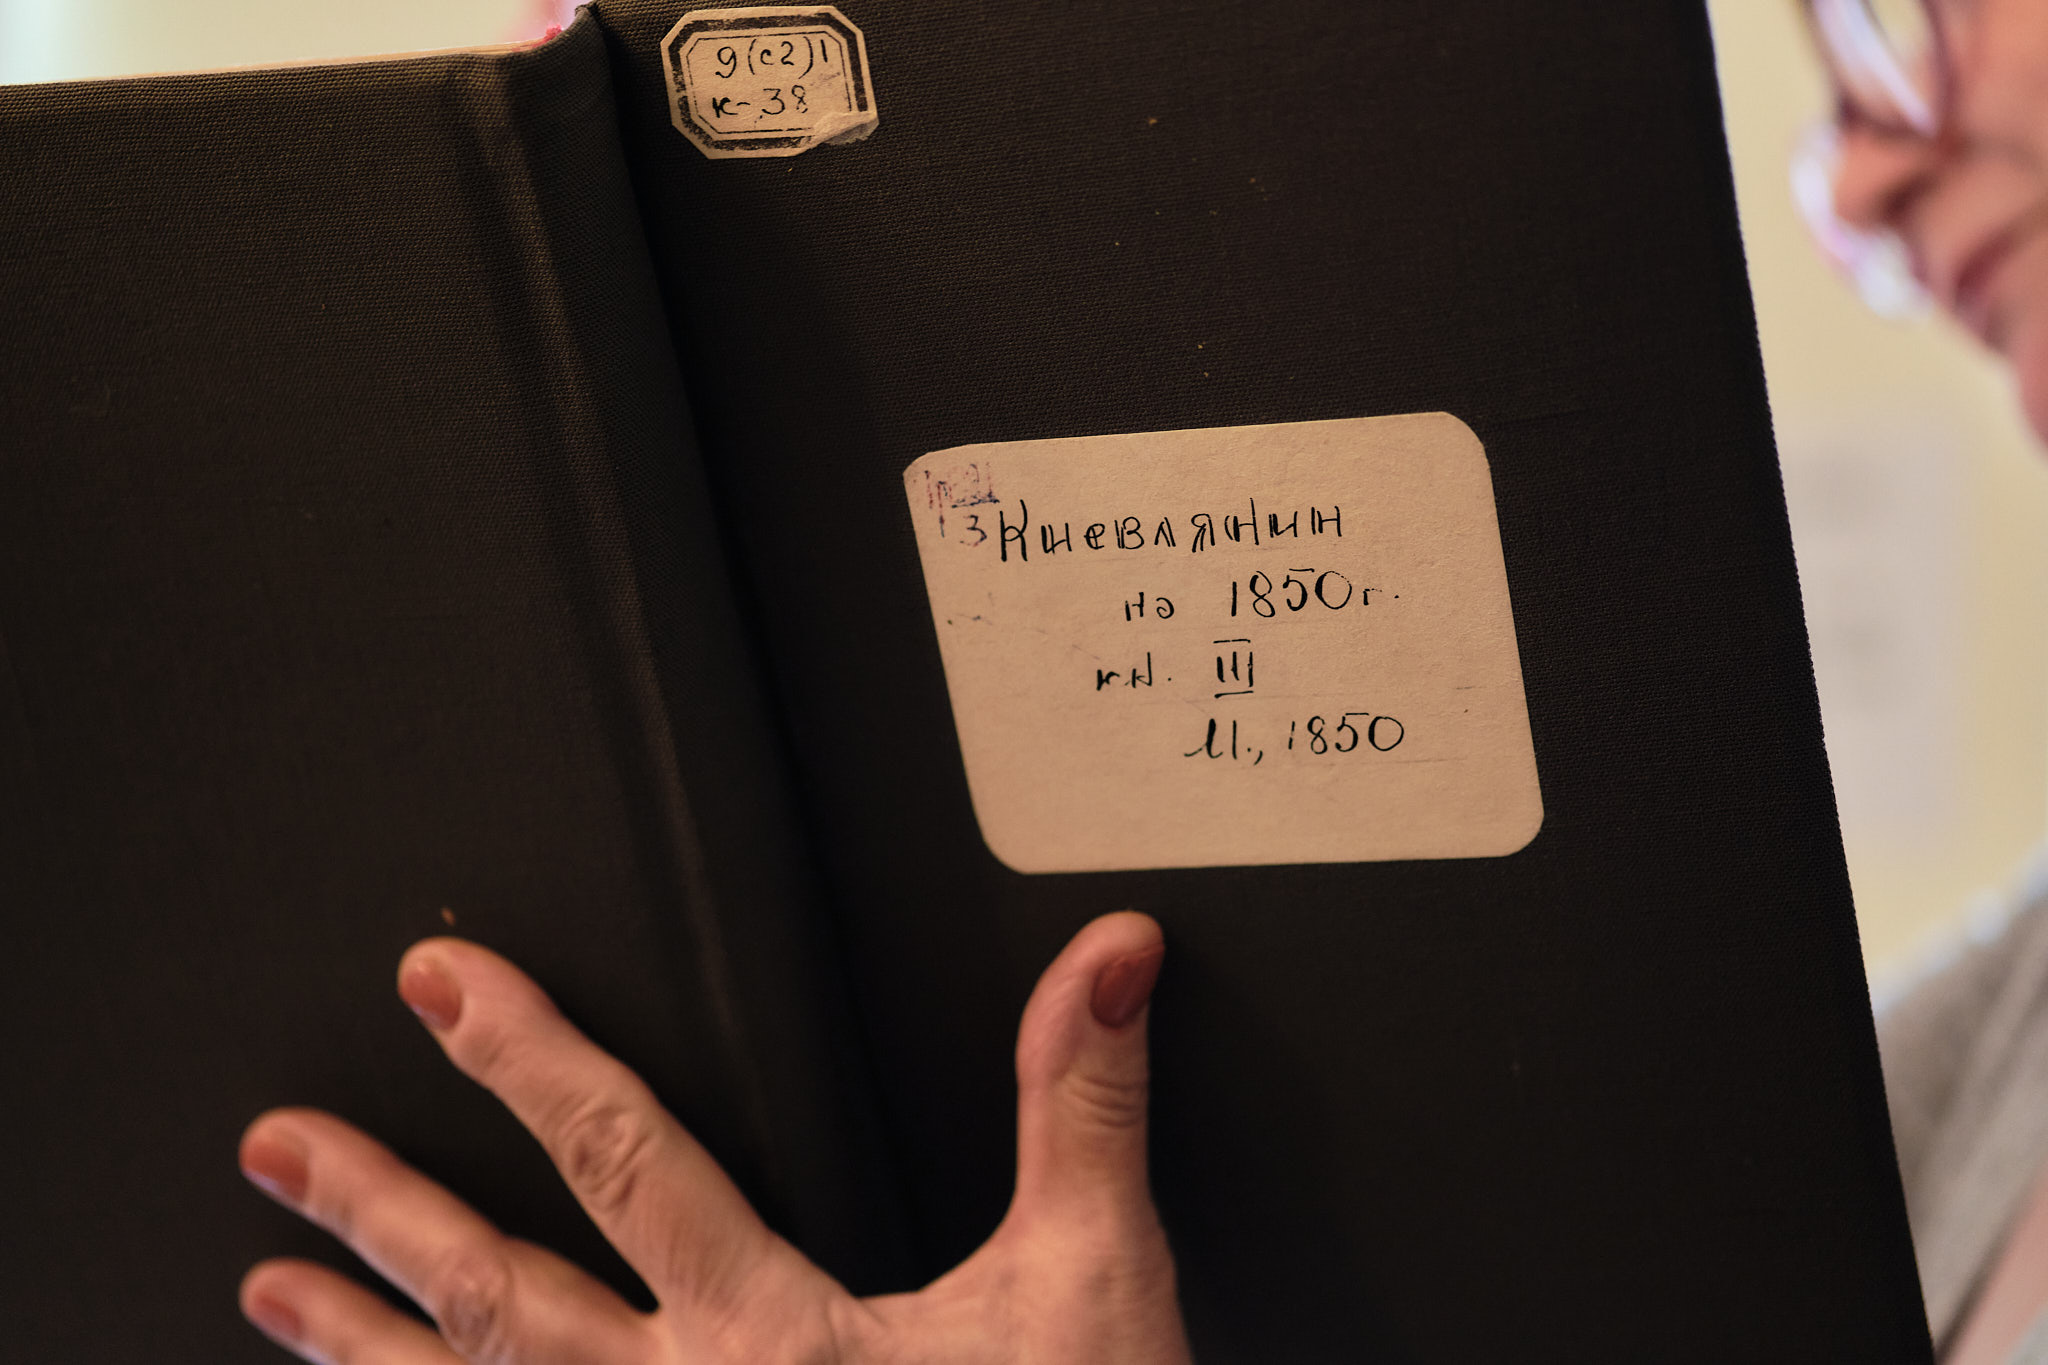 9(с2)1
к-38
3
Киевлянин
на 1850г.
кн. III
М., 1850